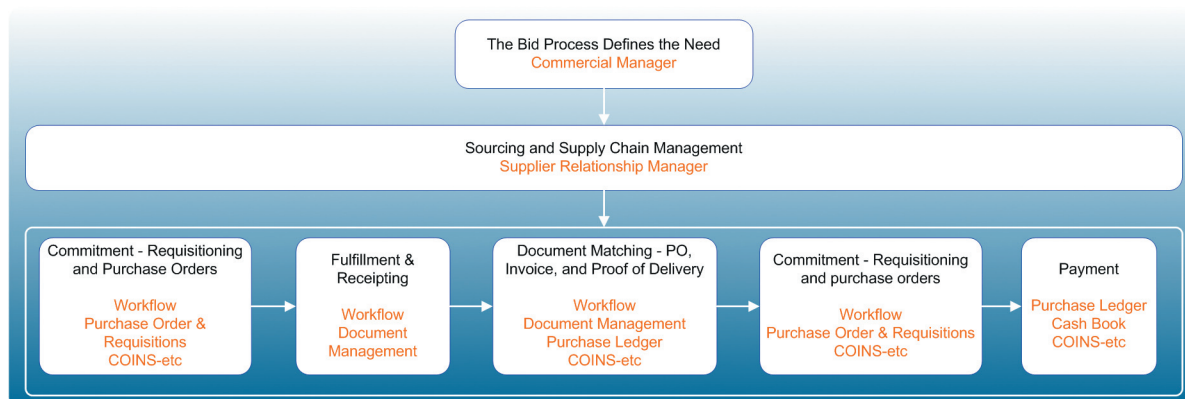 The Bid Process Defines the Need
Commercial Manager
Sourcing and Supply Chain Management
Supplier Relationship Manager
Commitment - Requisitioning
and Purchase Orders
Workflow
Purchase Order &
Requisitions
COINS-etc
Fulfillment &
Receipting
Workflow
Document
Management
Document Matching - PO,
Invoice, and Proof of Delivery
Workflow
Document Management
Purchase Ledger
COINS-etc
Commitment - Requisitioning
and purchase orders
Workflow
Purchase Order & Requisitions
COINS-etc
Payment
Purchase Ledger
Cash Book
COINS-etc